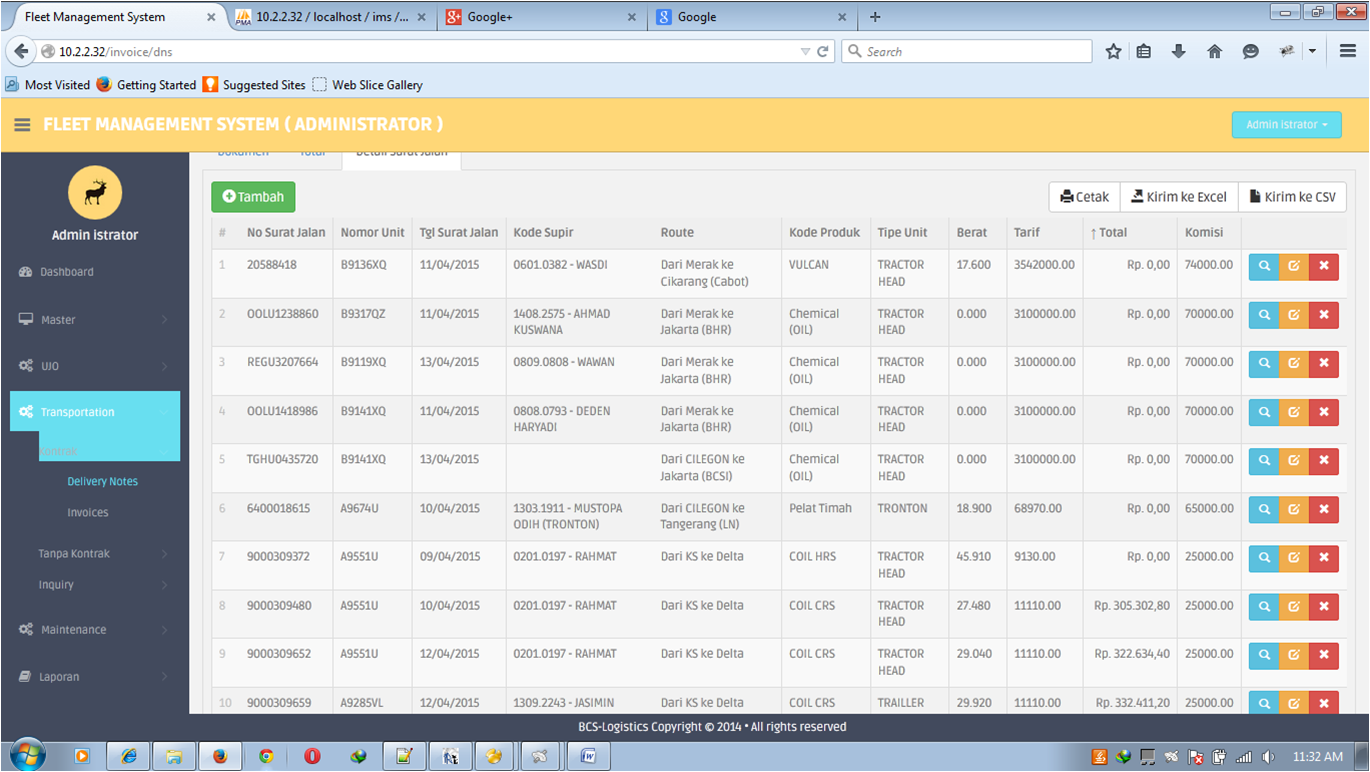 Fleet Management System
10.2.2.32 / localhost / ims /...
Google+
Google
10.2.2.32/invoice/dns
Search
Most Visited Getting Started Suggested Sites Web Slice Gallery
FLEET MANAGEMENT SYSTEM ( ADMINISTRATOR )
Admin istrator
Dokumen Total Detail Surat Jalan
Admin istrator
Dashboard
Master
UJO
Transportation
Kontrak
Delivery Notes
Invoices
Tanpa Kontrak
Inquiry
Maintenance
Laporan
Tambah
Cetak Kirim ke Excel Kirim ke CSV
# No Surat Jalan Nomor Unit Tgl Surat Jalan Kode Supir Route Kode Produk Tipe Unit Berat Tarif ↑ Total Komisi
1 20588418 B9136XQ 11/04/2015 0601.0382 - WASDI Dari Merak ke VULCAN TRACTOR 17.600 3542000.00 Rp. 0,00 74000.00
Cikarang (Cabot) HEAD
2 OOLU1238860 B9317QZ 11/04/2015 1408.2575 - AHMAD Dari Merak ke Chemical TRACTOR 0.000 3100000.00 Rp. 0,00 70000.00
KUSWANA Jakarta (BHR) (OIL) HEAD
3 REGU3207664 B9119XQ 13/04/2015 0809.0808 - WAWAN Dari Merak ke Chemical TRACTOR 0.000 3100000.00 Rp. 0,00 70000.00
Jakarta (BHR) (OIL) HEAD
4 OOLU1418986 B9141XQ 11/04/2015 0808.0793 - DEDEN Dari Merak ke Chemical TRACTOR 0.000 3100000.00 Rp. 0,00 70000.00
HARYADI Jakarta (BHR) (OIL) HEAD
5 TGHU0435720 B9141XQ 13/04/2015 Dari CILEGON ke Chemical TRACTOR 0.000 3100000.00 Rp. 0,00 70000.00
Jakarta (BCSI) (OIL) HEAD
6 6400018615 A9674U 10/04/2015 1303.1911 - MUSTOPA Dari CILEGON ke Pelat Timah TRONTON 18.900 68970.00 Rp. 0,00 65000.00
ODIH (TRONTON) Tangerang (LN)
7 9000309372 A9551U 09/04/2015 0201.0197 - RAHMAT Dari KS ke Delta COIL HRS TRACTOR 45.910 9130.00 Rp. 0,00 25000.00
HEAD
8 9000309480 A9551U 10/04/2015 0201.0197 - RAHMAT Dari KS ke Delta COIL CRS TRACTOR 27.480 11110.00 Rp. 305.302,80 25000.00
HEAD
9 9000309652 A9551U 12/04/2015 0201.0197 - RAHMAT Dari KS ke Delta COIL CRS TRACTOR 29.040 11110.00 Rp. 322.634,40 25000.00
HEAD
10 9000309659 A9285VL 12/04/2015 1309.2243 - JASIMIN Dari KS ke Delta COIL CRS TRAILLER 29.920 11110.00 Rp. 332.411,20 25000.00
BCS-Logistics Copyright © 2014 • All rights reserved
11:32 AM